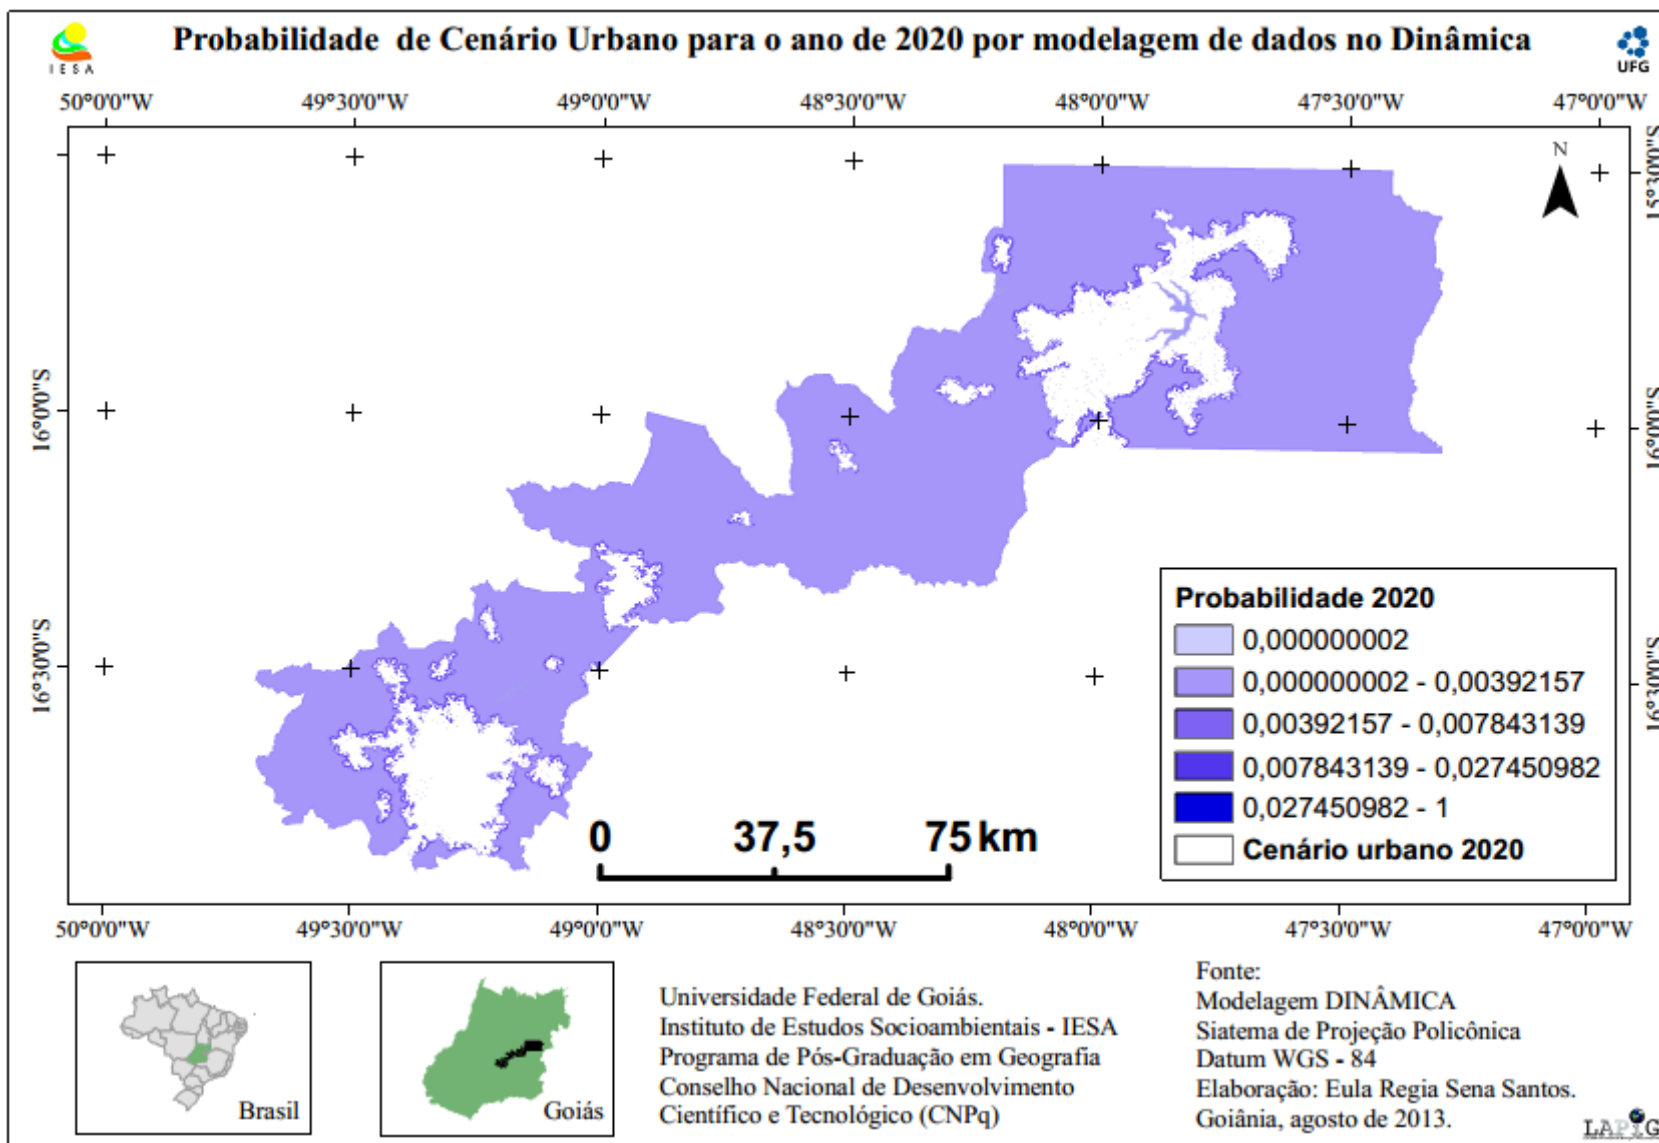 Probabilidade de Cenário Urbano para o ano de 2020 por modelagem de dados no Dinâmica
IESA
UFG
50°0'0"W 49°30'0"W 49°0'0"W 48°30'0"W 48°0'0"W 47°30'0"W 47°0'0"W
15°30'0"S
N
16°0'0"S
16°0'0"S
16°30'0"S
16°30'0"S
Probabilidade 2020
0,000000002
0,000000002 - 0,00392157
0,00392157 - 0,007843139
0,007843139 - 0,027450982
0,027450982 - 1
Cenário urbano 2020
0 37,5 75 km
50°0'0"W 49°30'0"W 49°0'0"W 48°30'0"W 48°0'0"W 47°30'0"W 47°0'0"W
Brasil
Goiás
Universidade Federal de Goiás.
Instituto de Estudos Socioambientais - IESA
Programa de Pós-Graduação em Geografia
Conselho Nacional de Desenvolvimento
Científico e Tecnológico (CNPq)
Fonte:
Modelagem DINÂMICA
Siatema de Projeção Policônica
Datum WGS - 84
Elaboração: Eula Regia Sena Santos.
Goiânia, agosto de 2013.
LAPIG